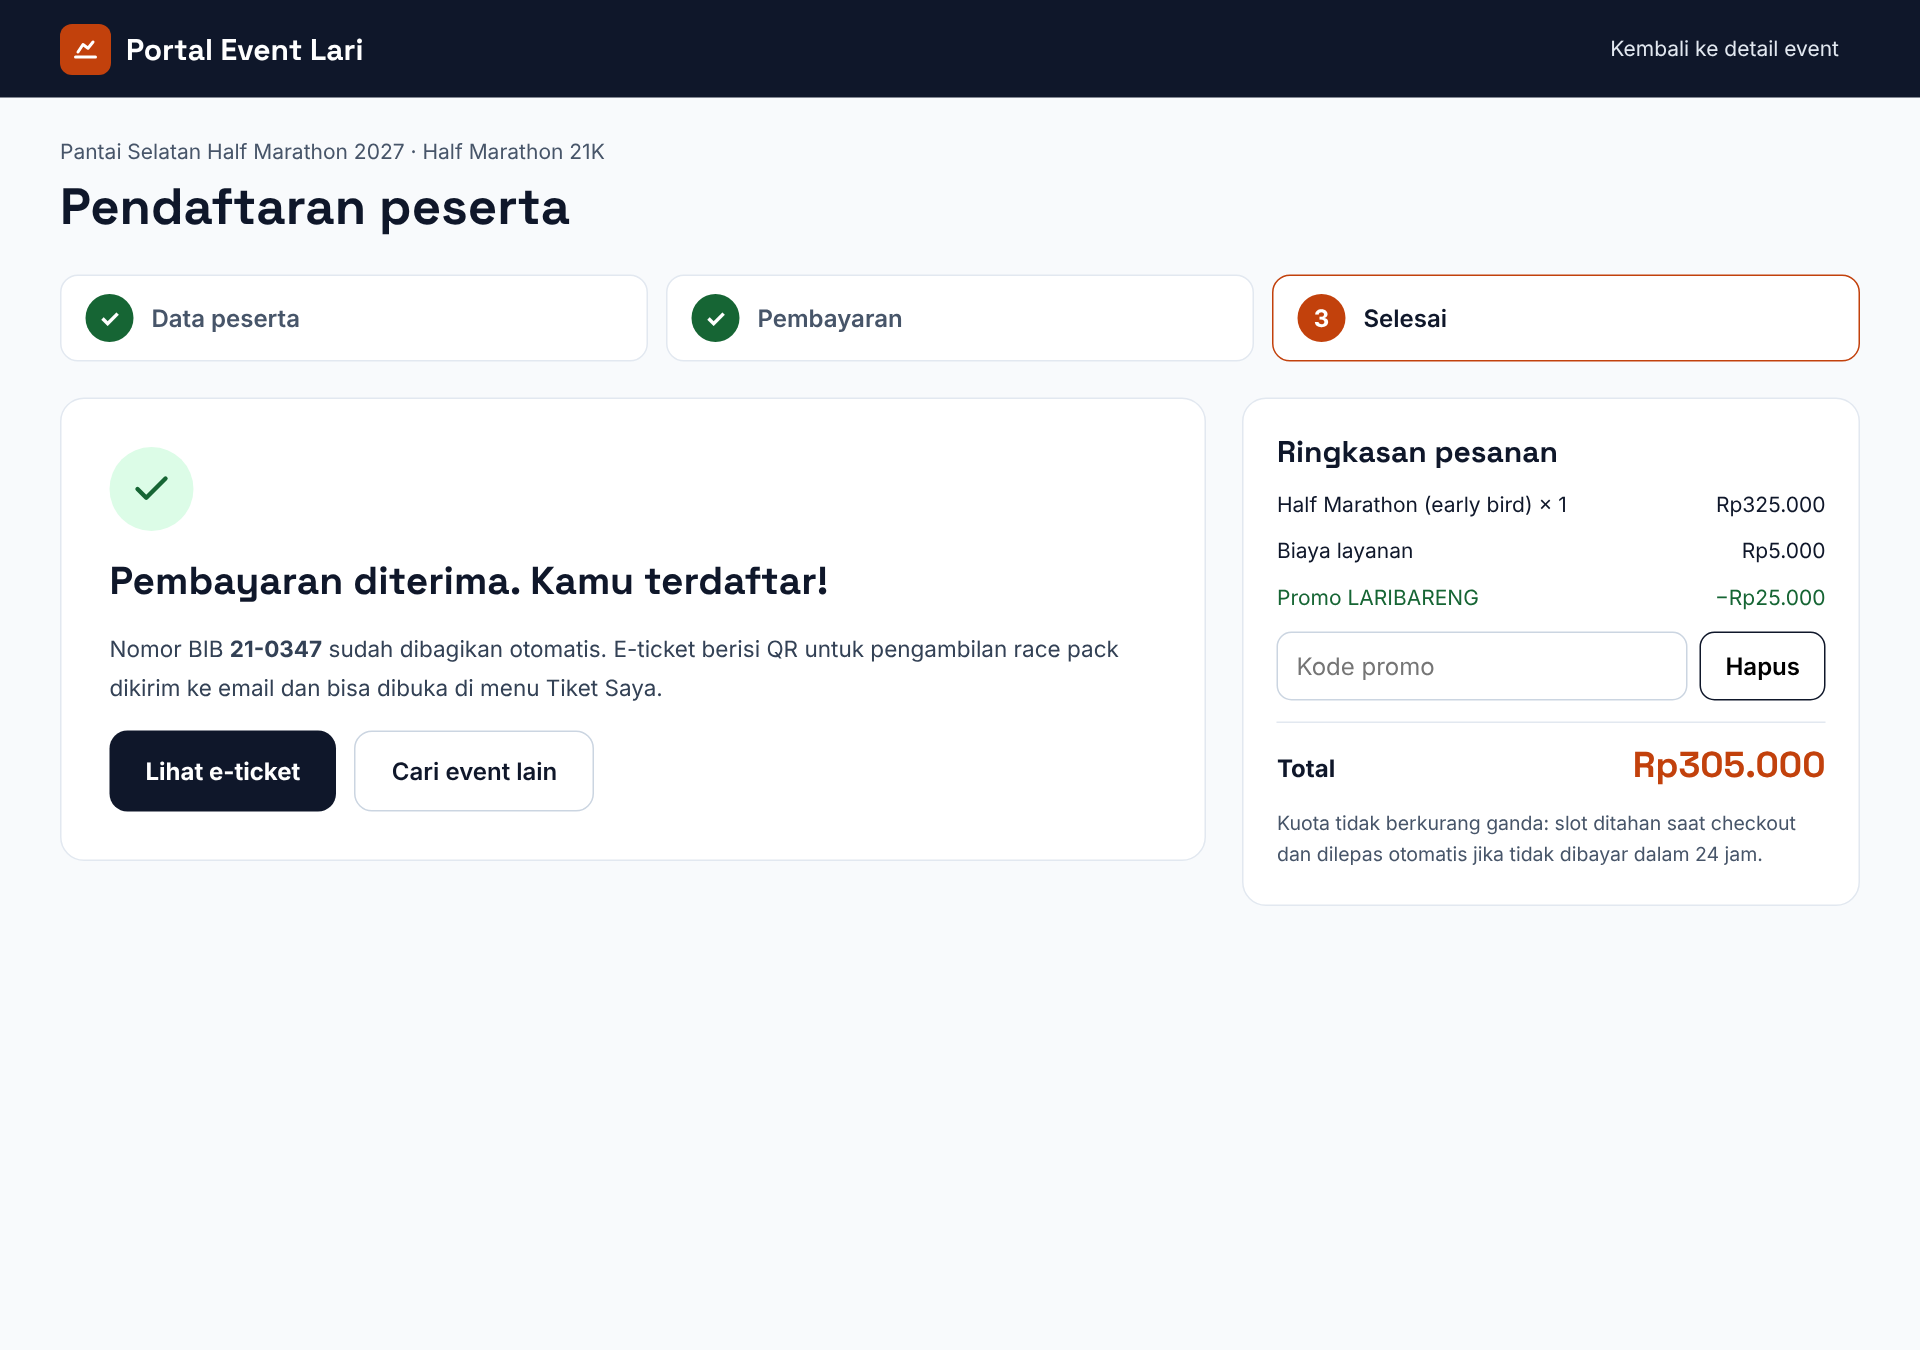 Portal Event Lari
Kembali ke detail event
Pantai Selatan Half Marathon 2027 · Half Marathon 21K
Pendaftaran peserta
Data peserta
Pembayaran
3 Selesai
Pembayaran diterima. Kamu terdaftar!
Nomor BIB 21-0347 sudah dibagikan otomatis. E-ticket berisi QR untuk pengambilan race pack
dikirim ke email dan bisa dibuka di menu Tiket Saya.
Lihat e-ticket
Cari event lain
Ringkasan pesanan
Half Marathon (early bird) × 1 Rp325.000
Biaya layanan Rp5.000
Promo LARIBARENG −Rp25.000
Kode promo
Hapus
Total Rp305.000
Kuota tidak berkurang ganda: slot ditahan saat checkout
dan dilepas otomatis jika tidak dibayar dalam 24 jam.